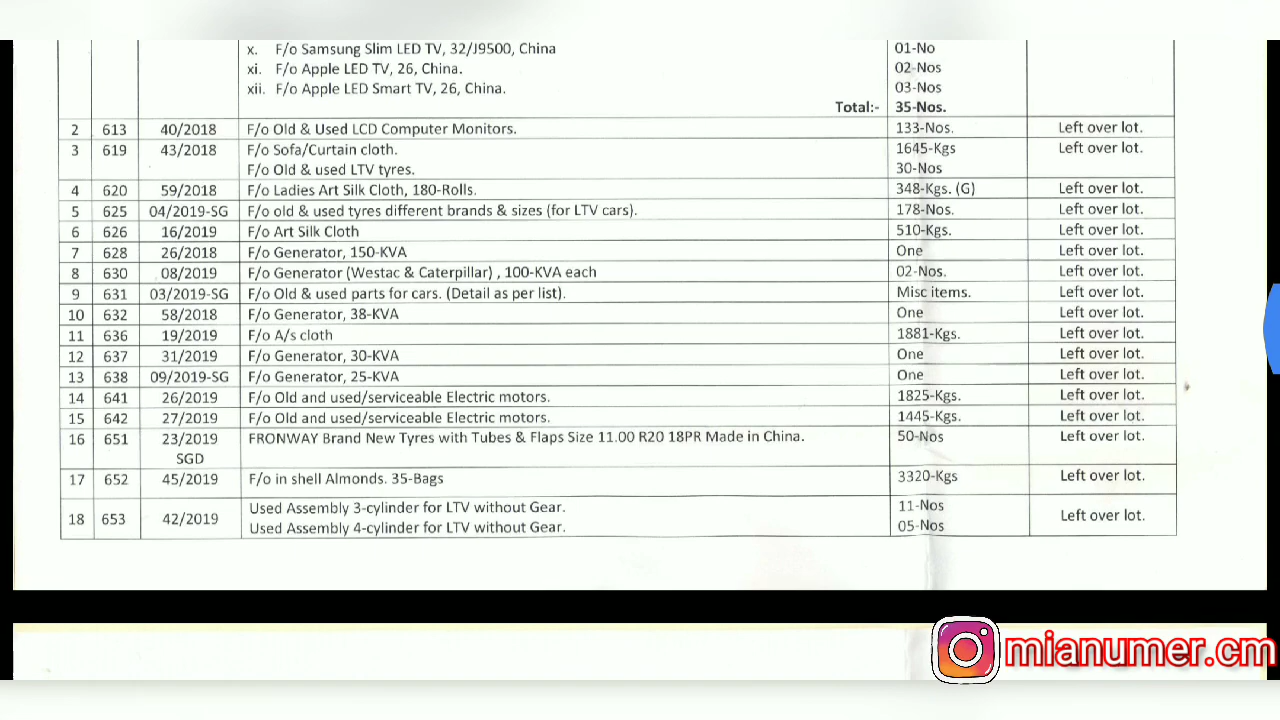 x. F/o Samsung Slim LED TV, 32/J9500, China 01-No
xi. F/o Apple LED TV, 26, China. 02-Nos
xii. F/o Apple LED Smart TV, 26, China. 03-Nos
Total:- 35-Nos.
2 613 40/2018 F/o Old & Used LCD Computer Monitors. 133-Nos. Left over lot.
3 619 43/2018 F/o Sofa/Curtain cloth. 1645-Kgs Left over lot.
F/o Old & used LTV tyres. 30-Nos
4 620 59/2018 F/o Ladies Art Silk Cloth, 180-Rolls. 348-Kgs. (G) Left over lot.
5 625 04/2019-SG F/o old & used tyres different brands & sizes (for LTV cars). 178-Nos. Left over lot.
6 626 16/2019 F/o Art Silk Cloth 510-Kgs. Left over lot.
7 628 26/2018 F/o Generator, 150-KVA One Left over lot.
8 630 08/2019 F/o Generator (Westac & Caterpillar) , 100-KVA each 02-Nos. Left over lot.
9 631 03/2019-SG F/o Old & used parts for cars. (Detail as per list). Misc items. Left over lot.
10 632 58/2018 F/o Generator, 38-KVA One Left over lot.
11 636 19/2019 F/o A/s cloth 1881-Kgs. Left over lot.
12 637 31/2019 F/o Generator, 30-KVA One Left over lot.
13 638 09/2019-SG F/o Generator, 25-KVA One Left over lot.
14 641 26/2019 F/o Old and used/serviceable Electric motors. 1825-Kgs. Left over lot.
15 642 27/2019 F/o Old and used/serviceable Electric motors. 1445-Kgs. Left over lot.
16 651 23/2019 FRONWAY Brand New Tyres with Tubes & Flaps Size 11.00 R20 18PR Made in China. 50-Nos Left over lot.
SGD
17 652 45/2019 F/o in shell Almonds. 35-Bags 3320-Kgs Left over lot.
18 653 42/2019 Used Assembly 3-cylinder for LTV without Gear. 11-Nos Left over lot.
Used Assembly 4-cylinder for LTV without Gear. 05-Nos
mianumer.cm